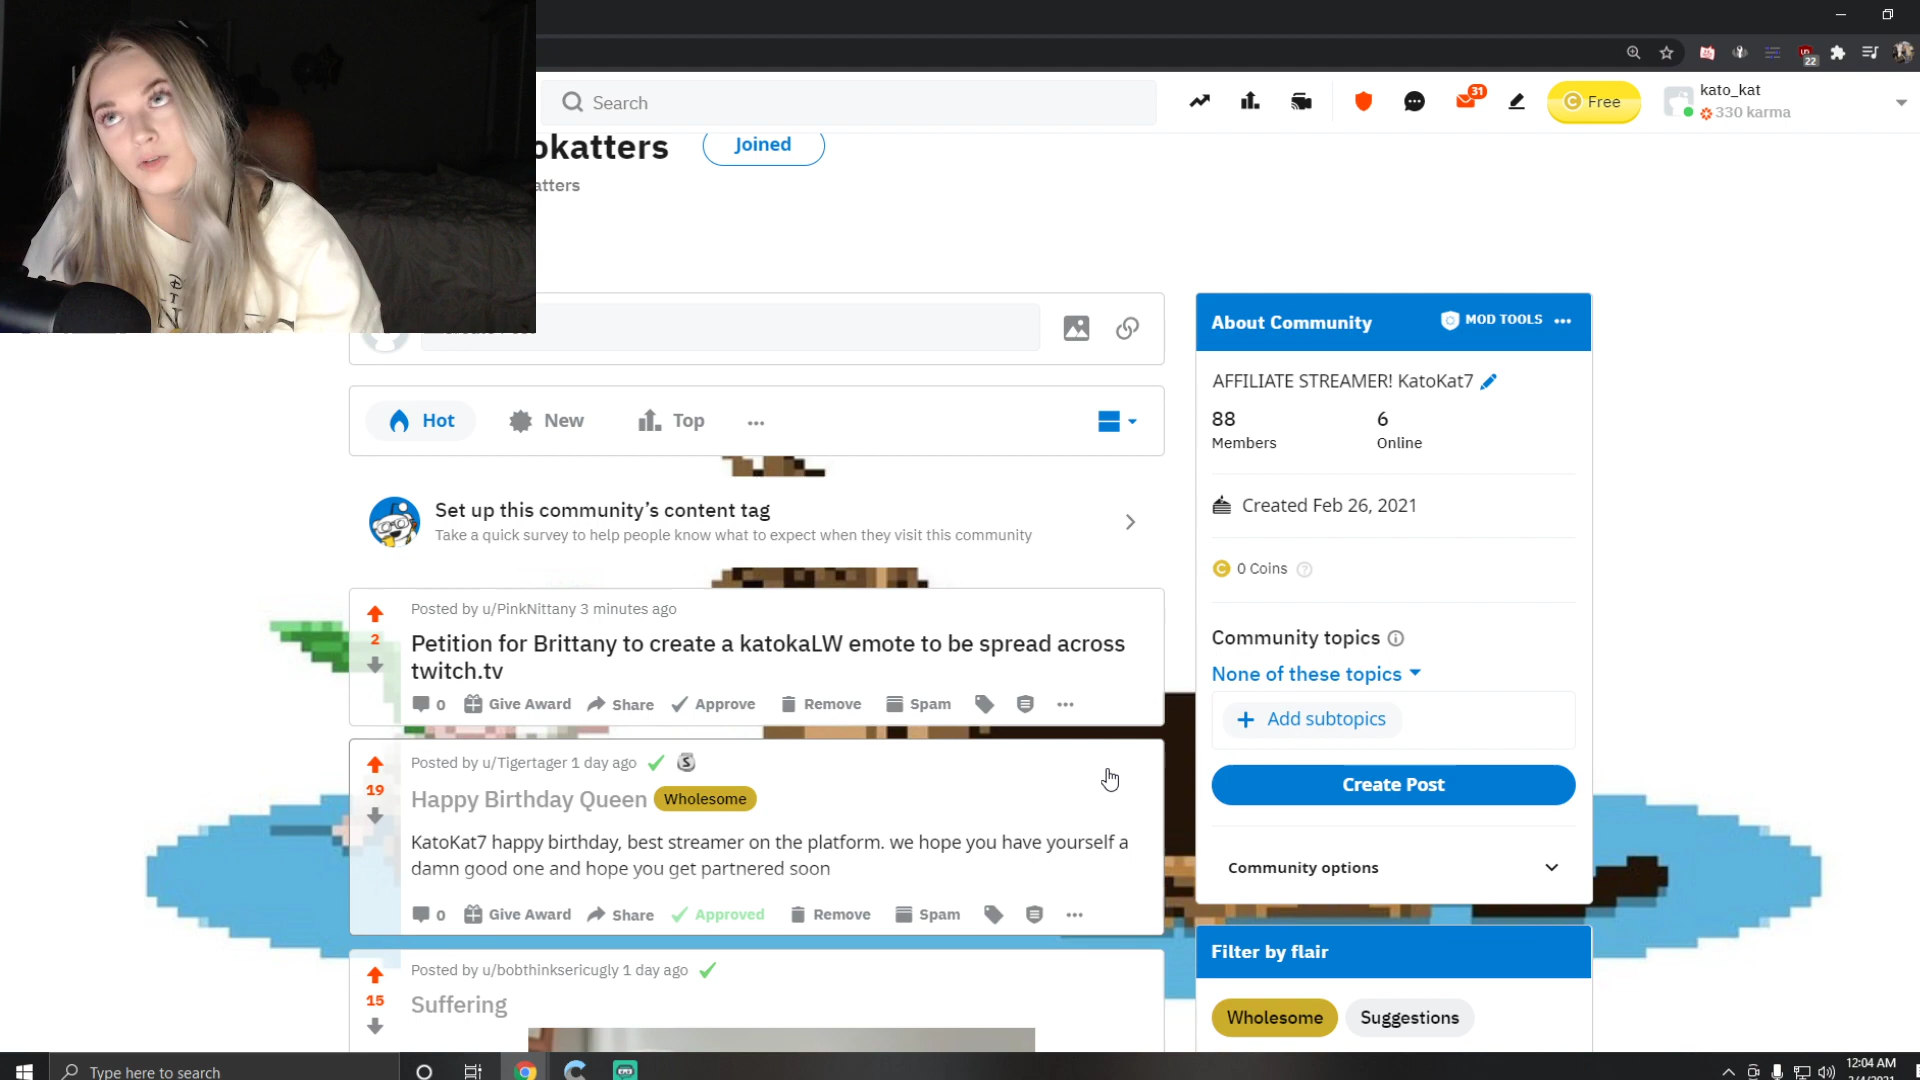 Search
31
22
Free
kato_kat
330 karma
okatters
Joined
atters
Hot
New
Top
Set up this community's content tag
Take a quick survey to help people know what to expect when they visit this community
2
Posted by u/PinkNittany 3 minutes ago
Petition for Brittany to create a katokaLW emote to be spread across
twitch.tv
0 Give Award Share Approve Remove Spam
19
Posted by u/Tigertager 1 day ago
Happy Birthday Queen Wholesome
KatoKat7 happy birthday, best streamer on the platform. we hope you have yourself a
damn good one and hope you get partnered soon
0 Give Award Share Approved Remove Spam
15
Posted by u/bobthinksericugly 1 day ago
Suffering
About Community
MOD TOOLS
AFFILIATE STREAMER! KatoKat7
88
Members
6
Online
Created Feb 26, 2021
0 Coins
Community topics
None of these topics
Add subtopics
Create Post
Community options
Filter by flair
Wholesome
Suggestions
Type here to search
12:04 AM